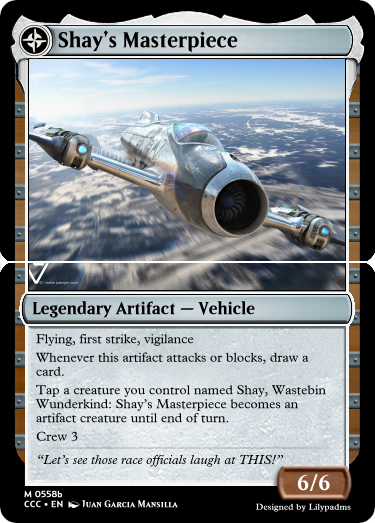 Shay's Masterpiece
Legendary Artifact — Vehicle
Flying, first strike, vigilance
Whenever this artifact attacks or blocks, draw a
card.
Tap a creature you control named Shay, Wastebin
Wunderkind: Shay's Masterpiece becomes an
artifact creature until end of turn.
Crew 3
“Let's see those race officials laugh at THIS!”
6/6
M 0558b
CCC • EN Juan Garcia Mansilla
Designed by Lilypadms